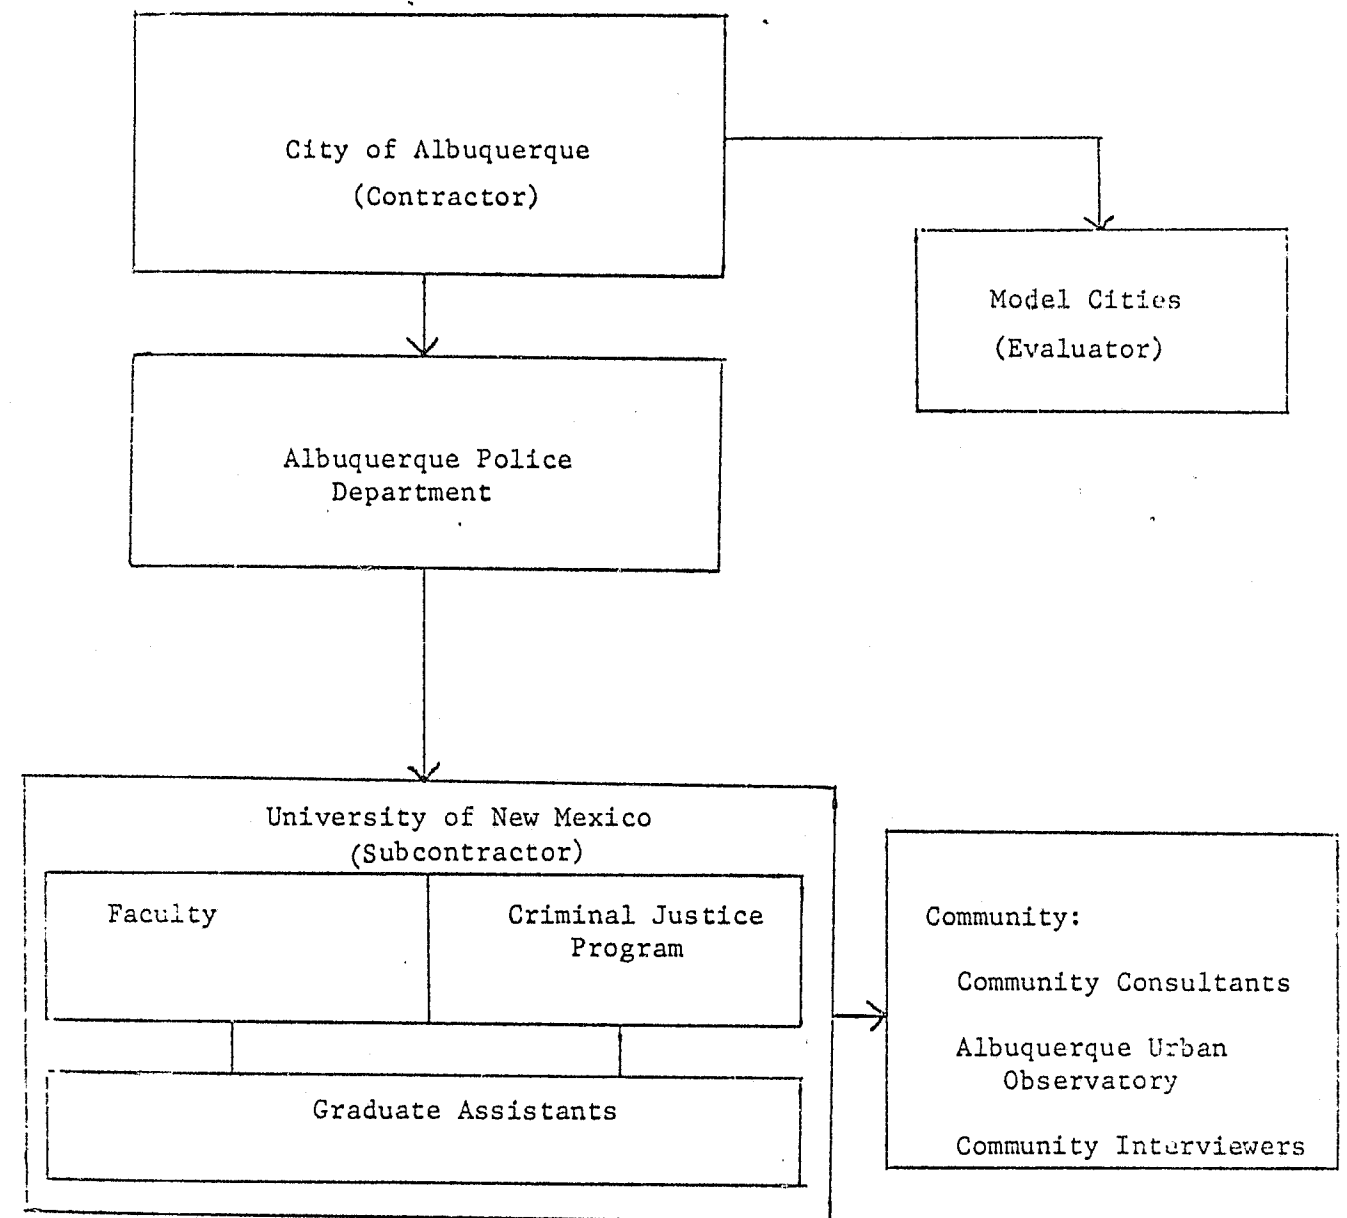 City of Albuquerque
(Contractor)
Model Cities
(Evaluator)
Albuquerque Police
Department
University of New Mexico
(Subcontractor)
Faculty
Criminal Justice
Program
Graduate Assistants
Community:
Community Consultants
Albuquerque Urban
Observatory
Community Interviewers